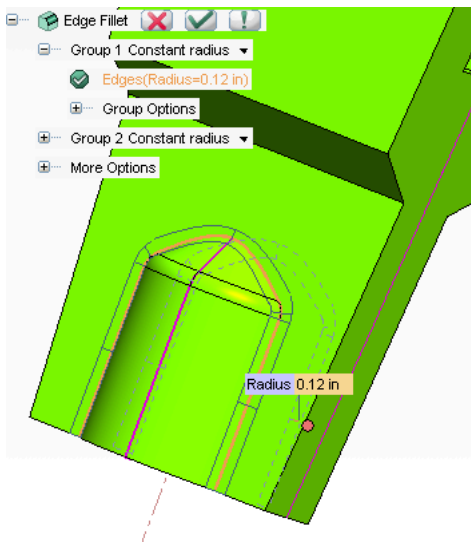 Edge Fillet
Group 1 Constant radius
Edges(Radius=0.12 in)
Group Options
Group 2 Constant radius
More Options
Radius 0.12 in